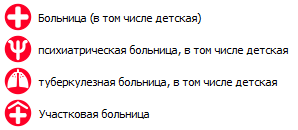 Больница (в том числе детская)
психиатрическая больница, в том числе детская
туберкулезная больница, в том числе детская
Участковая больница